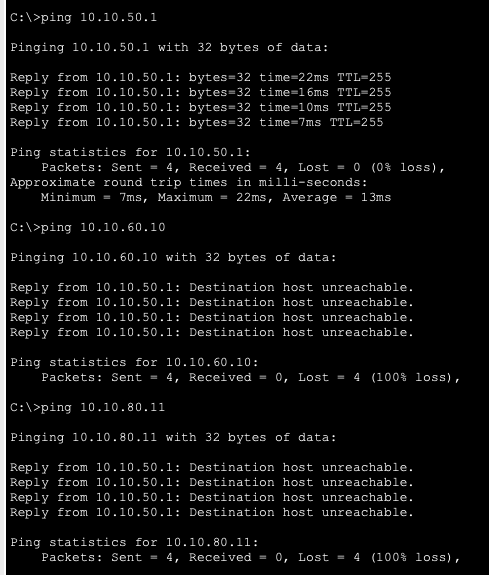 C:\>ping 10.10.50.1
Pinging 10.10.50.1 with 32 bytes of data:
Reply from 10.10.50.1: bytes=32 time=22ms TTL=255
Reply from 10.10.50.1: bytes=32 time=16ms TTL=255
Reply from 10.10.50.1: bytes=32 time=10ms TTL=255
Reply from 10.10.50.1: bytes=32 time=7ms TTL=255
Ping statistics for 10.10.50.1:
    Packets: Sent = 4, Received = 4, Lost = 0 (0% loss),
Approximate round trip times in milli-seconds:
    Minimum = 7ms, Maximum = 22ms, Average = 13ms
C:\>ping 10.10.60.10
Pinging 10.10.60.10 with 32 bytes of data:
Reply from 10.10.50.1: Destination host unreachable.
Reply from 10.10.50.1: Destination host unreachable.
Reply from 10.10.50.1: Destination host unreachable.
Reply from 10.10.50.1: Destination host unreachable.
Ping statistics for 10.10.60.10:
    Packets: Sent = 4, Received = 0, Lost = 4 (100% loss),
C:\>ping 10.10.80.11
Pinging 10.10.80.11 with 32 bytes of data:
Reply from 10.10.50.1: Destination host unreachable.
Reply from 10.10.50.1: Destination host unreachable.
Reply from 10.10.50.1: Destination host unreachable.
Reply from 10.10.50.1: Destination host unreachable.
Ping statistics for 10.10.80.11:
    Packets: Sent = 4, Received = 0, Lost = 4 (100% loss),